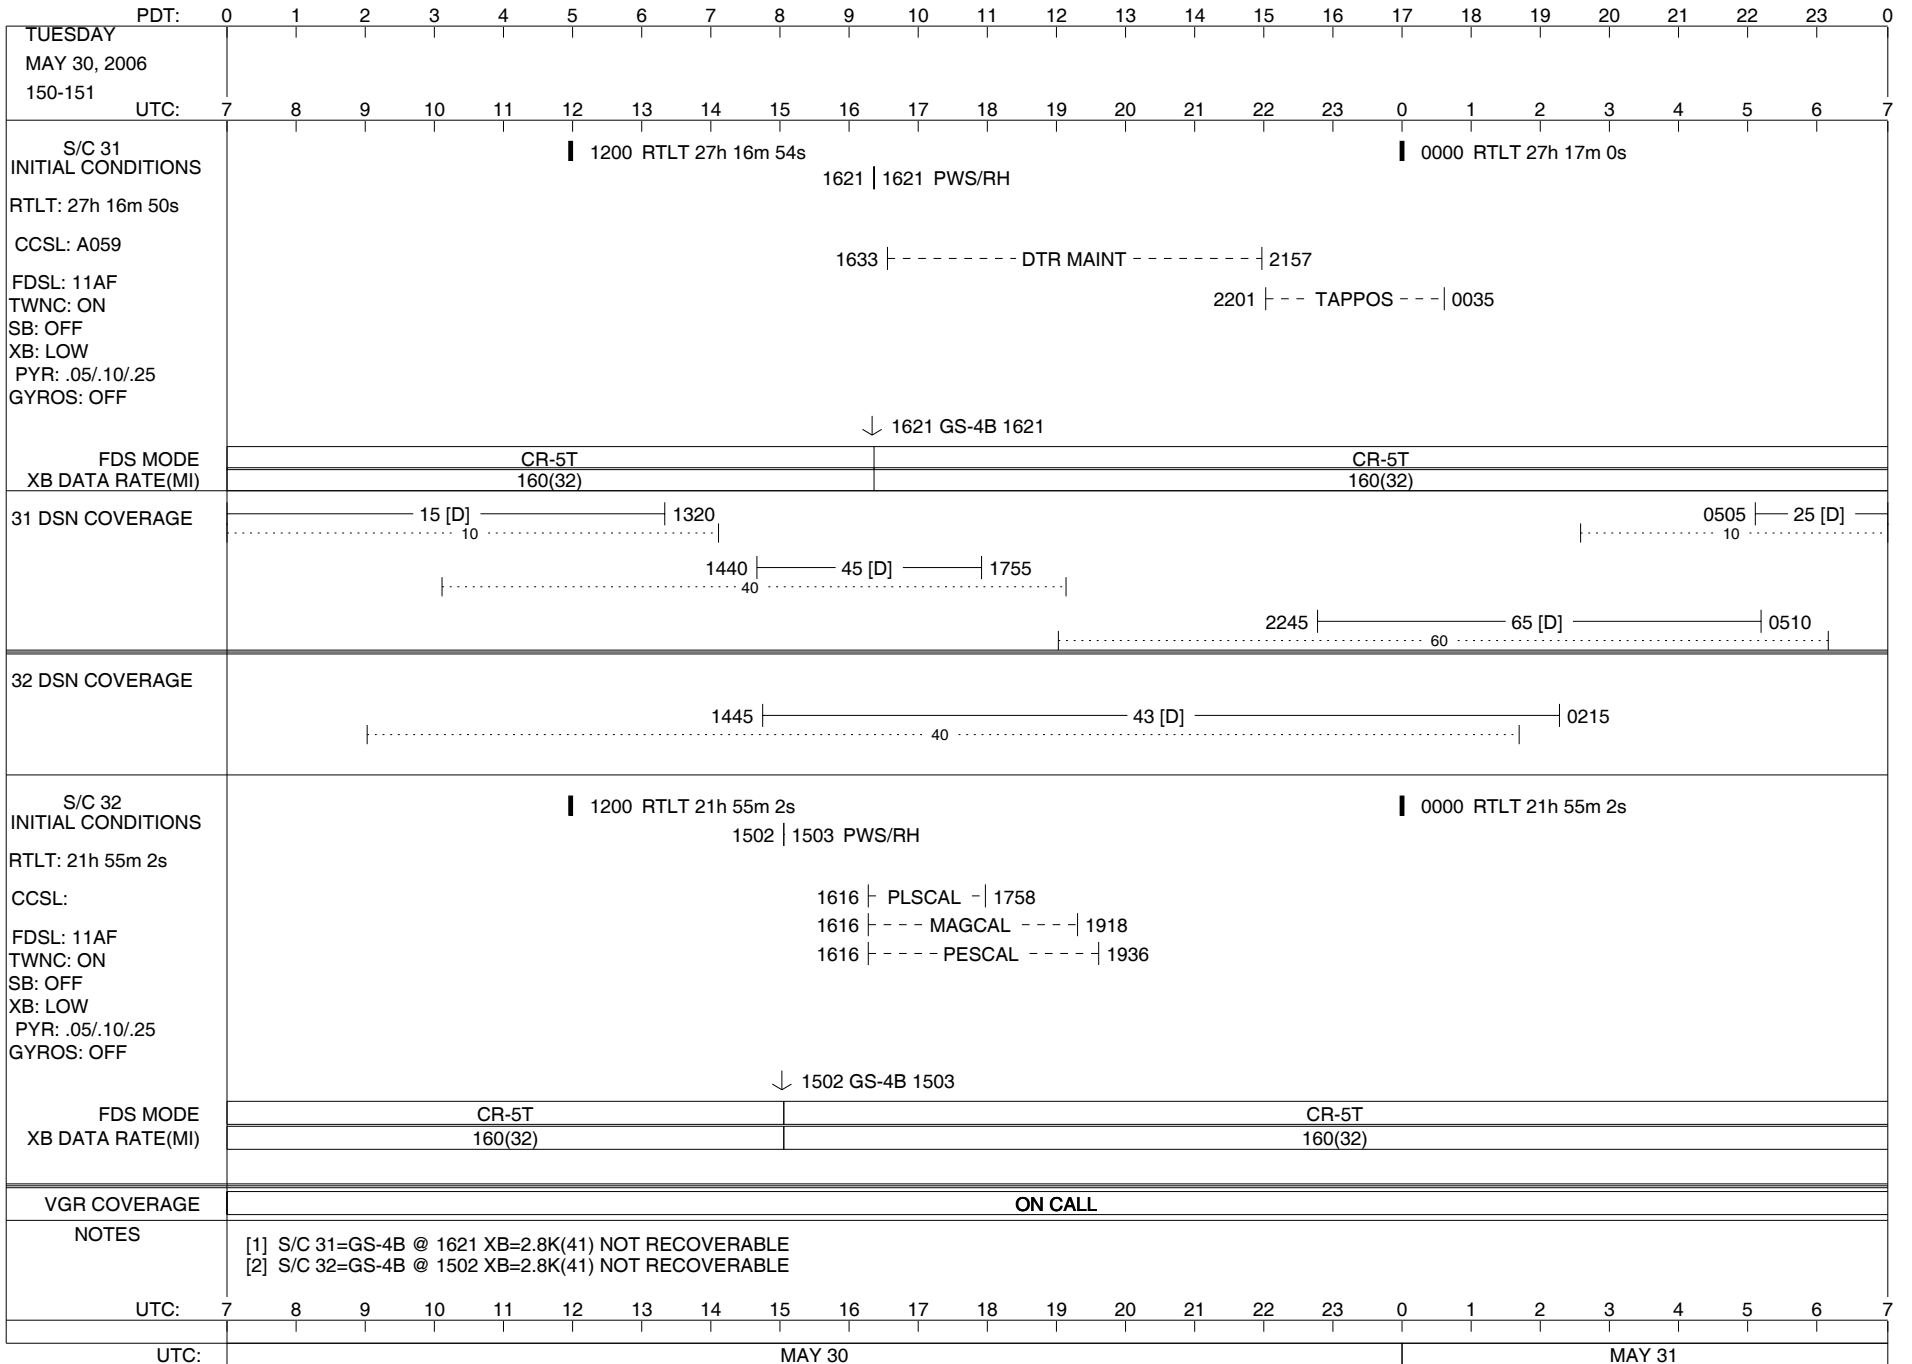 PDT: 0 1 2 3 4 5 6 7 8 9 10 11 12 13 14 15 16 17 18 19 20 21 22 23 0
TUESDAY
MAY 30, 2006
150-151
UTC: 7 8 9 10 11 12 13 14 15 16 17 18 19 20 21 22 23 0 1 2 3 4 5 6 7
S/C 31
INITIAL CONDITIONS
1200 RTLT 27h 16m 54s
0000 RTLT 27h 17m 0s
1621 1621 PWS/RH
RTLT: 27h 16m 50s
CCSL: A059
1633 DTR MAINT 2157
FDSL: 11AF
TWNC: ON
2201 TAPPOS 0035
SB: OFF
XB: LOW
PYR: .05/.10/.25
GYROS: OFF
1621 GS-4B 1621
FDS MODE CR-5T CR-5T
XB DATA RATE(MI) 160(32) 160(32)
31 DSN COVERAGE
15 [D] 1320 0505 25 [D]
10 10
1440 45 [D] 1755
40
2245 65 [D] 0510
60
32 DSN COVERAGE
1445 43 [D] 0215
40
S/C 32
INITIAL CONDITIONS
1200 RTLT 21h 55m 2s
0000 RTLT 21h 55m 2s
1502 1503 PWS/RH
RTLT: 21h 55m 2s
CCSL:
1616 PLSCAL 1758
1616 MAGCAL 1918
1616 PESCAL 1936
FDSL: 11AF
TWNC: ON
SB: OFF
XB: LOW
PYR: .05/.10/.25
GYROS: OFF
1502 GS-4B 1503
FDS MODE CR-5T CR-5T
XB DATA RATE(MI) 160(32) 160(32)
VGR COVERAGE ON CALL
NOTES
[1] S/C 31=GS-4B @ 1621 XB=2.8K(41) NOT RECOVERABLE
[2] S/C 32=GS-4B @ 1502 XB=2.8K(41) NOT RECOVERABLE
UTC: 7 8 9 10 11 12 13 14 15 16 17 18 19 20 21 22 23 0 1 2 3 4 5 6 7
UTC: MAY 30 MAY 31